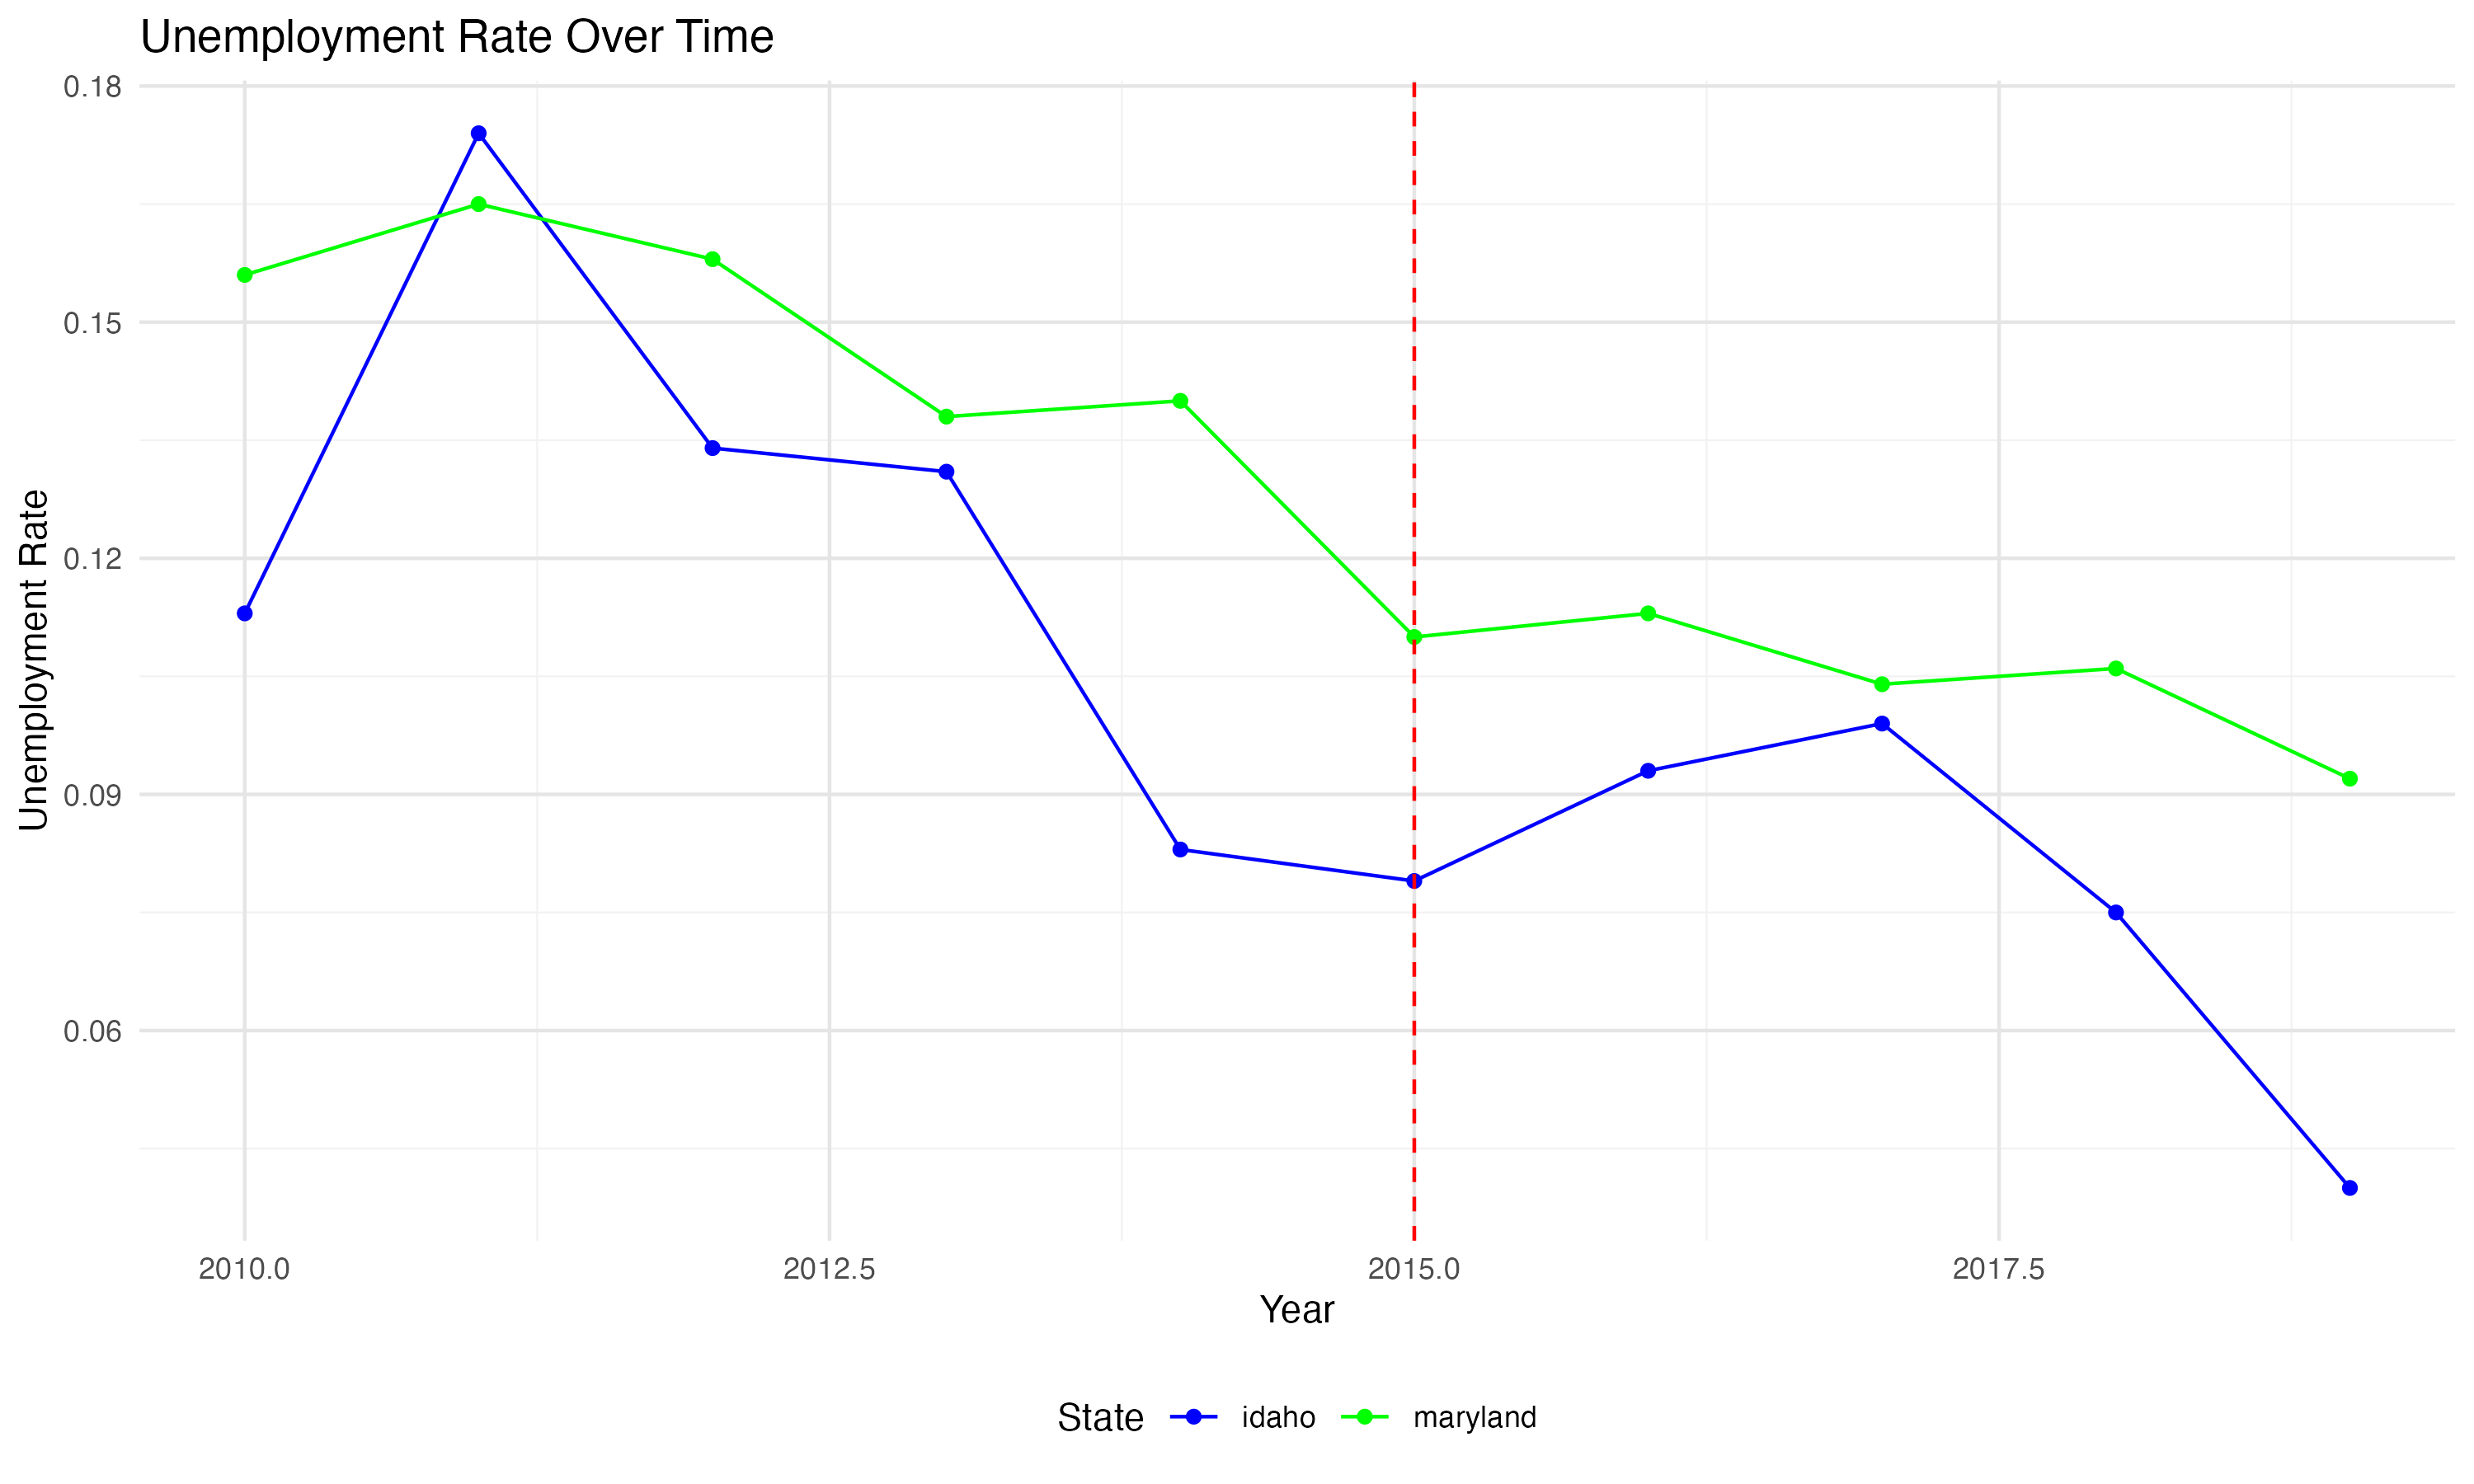 Unemployment Rate Over Time
Unemployment Rate
0.18
0.15
0.12
0.09
0.06
2010.0 2012.5 2015.0 2017.5
Year
State idaho maryland